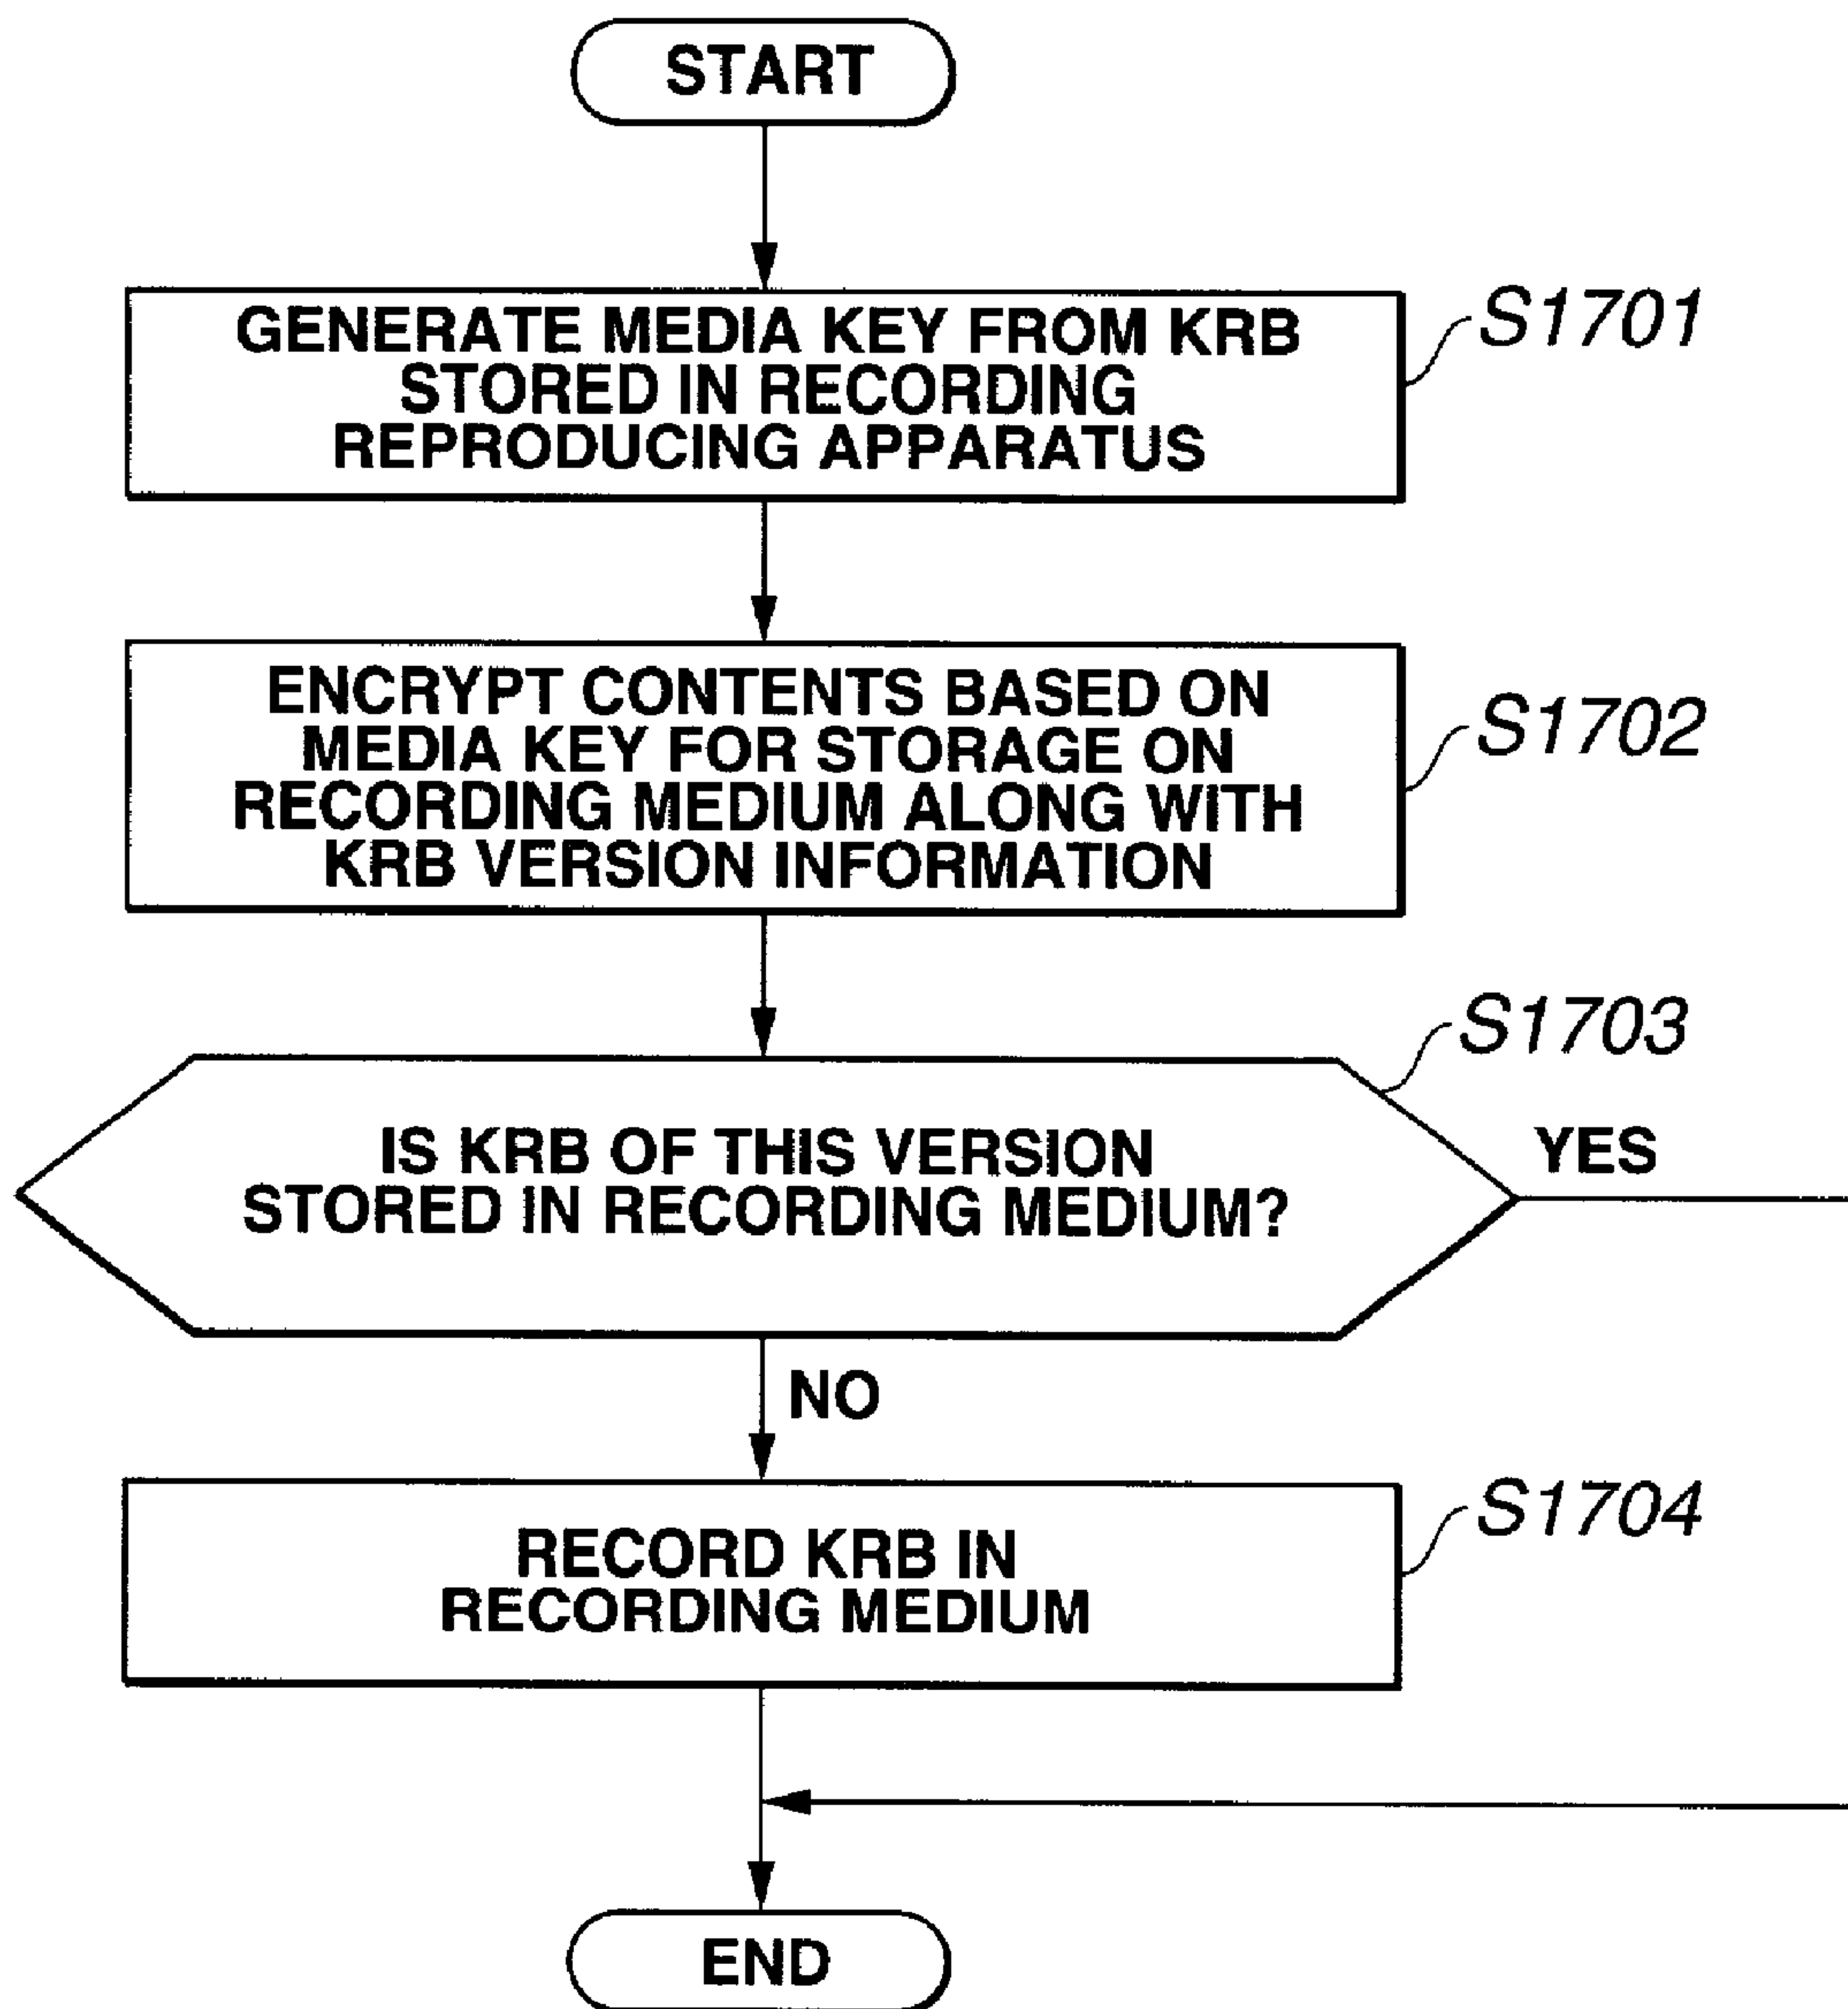 START
GENERATE MEDIA KEY FROM KRB
STORED IN RECORDING
REPRODUCING APPARATUS
S1701
ENCRYPT CONTENTS BASED ON
MEDIA KEY FOR STORAGE ON
RECORDING MEDIUM ALONG WITH
KRB VERSION INFORMATION
S1702
S1703
IS KRB OF THIS VERSION
STORED IN RECORDING MEDIUM?
YES
NO
RECORD KRB IN
RECORDING MEDIUM
S1704
END